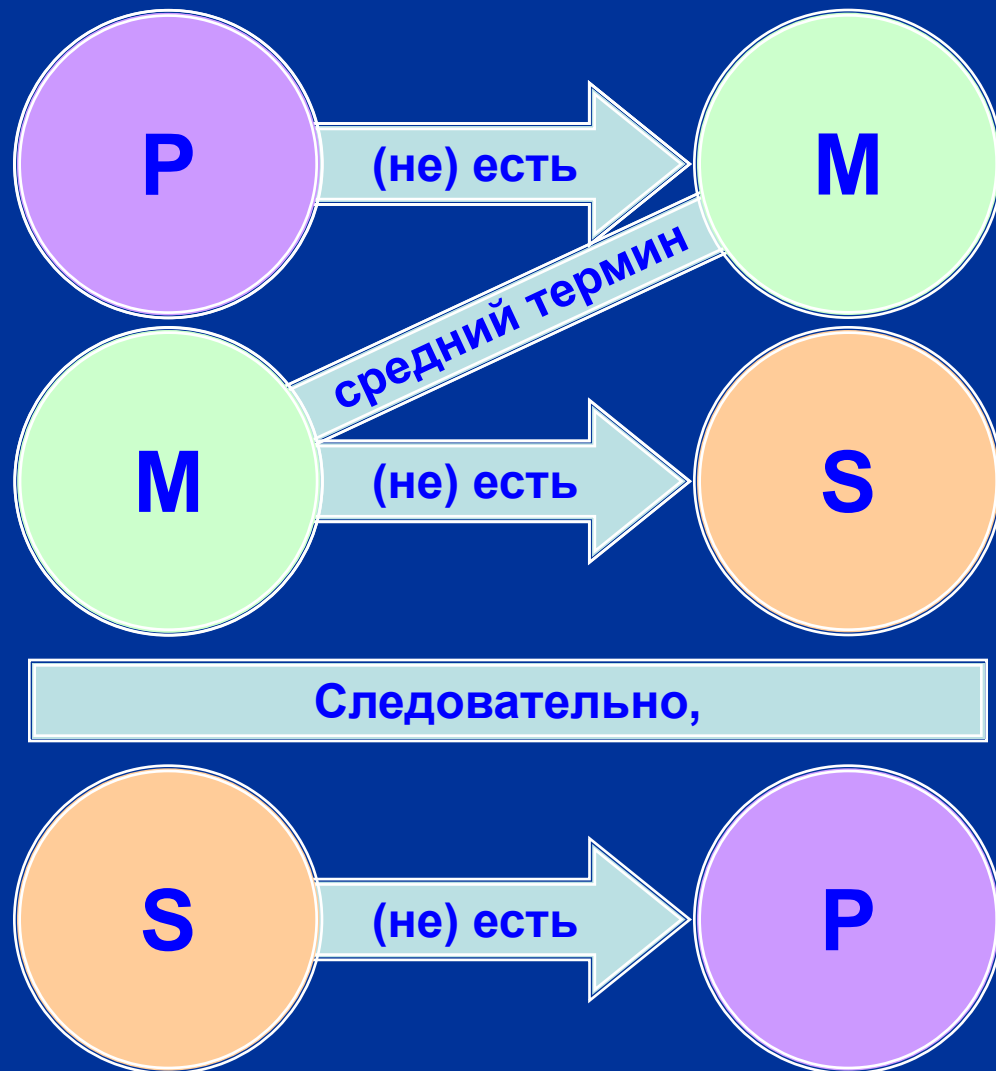 P (не) есть M
средний термин
M (не) есть S
Следовательно,
S (не) есть P